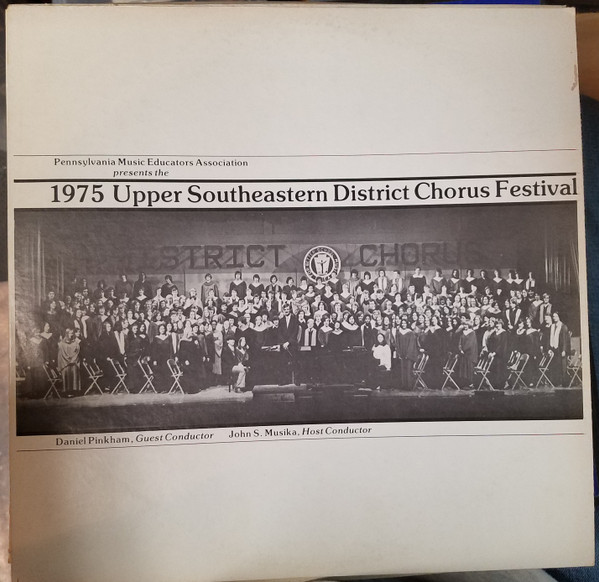 Pennsylvania Music Educators Association
presents the
1975 Upper Southeastern District Chorus Festival
DISTRICT CHORUS
Daniel Pinkham, Guest Conductor John S. Musika, Host Conductor